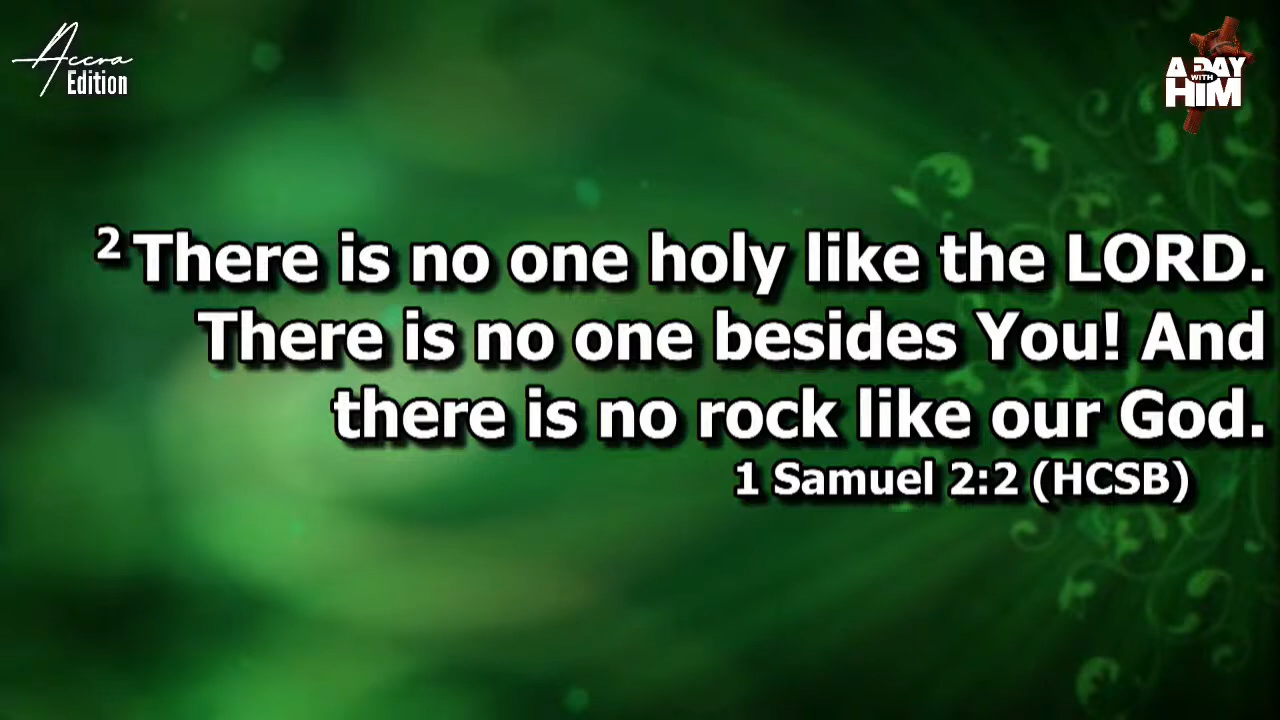 Accra
Edition
A DAY
WITH
HIM
2 There is no one holy like the LORD.
There is no one besides You! And
there is no rock like our God.
1 Samuel 2:2 (HCSB)